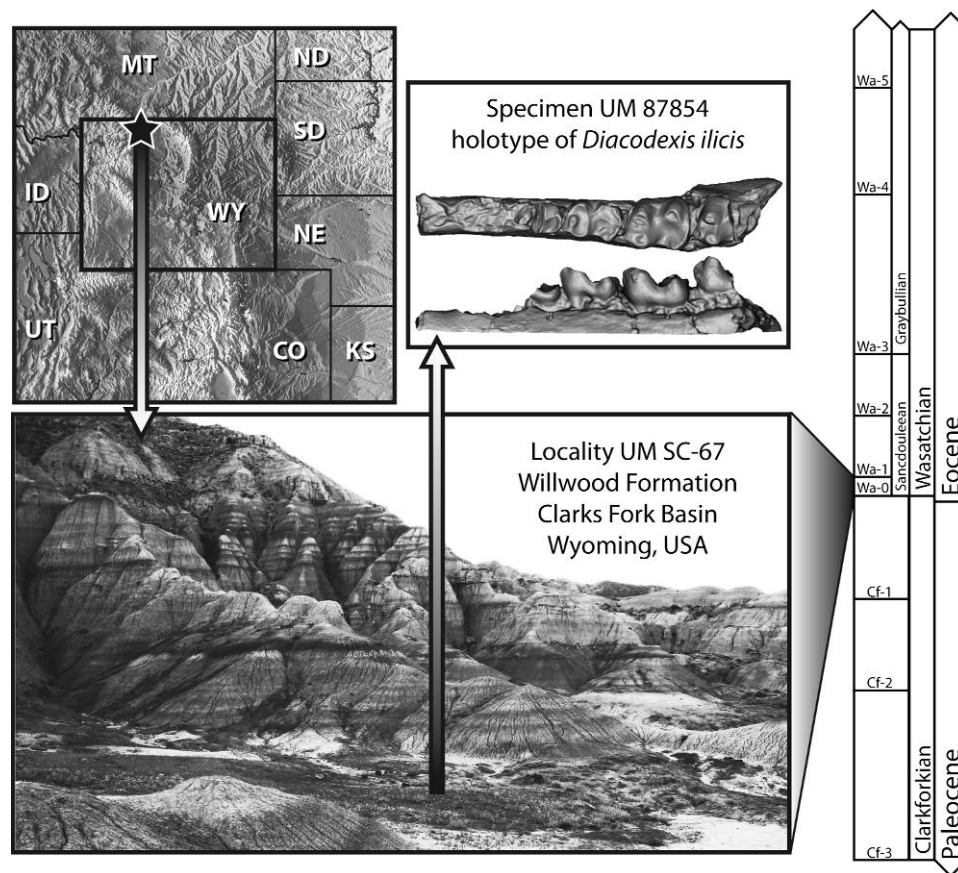 MT
ND
SD
ID
WY
NE
UT
CO
KS
Specimen UM 87854
holotype of Diacodexis ilicis
Locality UM SC-67
Willwood Formation
Clarks Fork Basin
Wyoming, USA
Wa-5
Wa-4
Wa-3
Wa-2
Wa-1
Wa-0
Cf-1
Cf-2
Cf-3
Graybullian
Sancdouleean
Wasatchian
Clarkforkian
Eocene
Paleocene